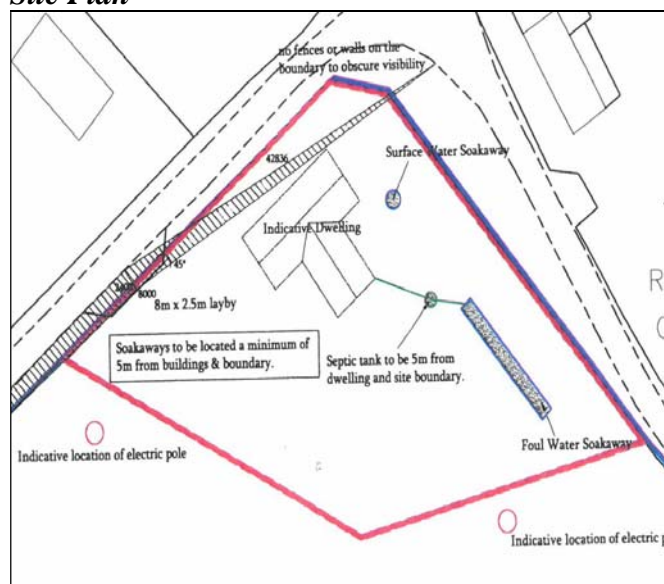 Site Plan
no fences or walls on the
boundary to obscure visibility
42836
Surface Water Soakaway
Indicative Dwelling
45°
8000
8m x 2.5m layby
Soakaways to be located a minimum of
5m from buildings & boundary.
Septic tank to be 5m from
dwelling and site boundary.
Foul Water Soakaway
Indicative location of electric pole
Indicative location of electric p
R